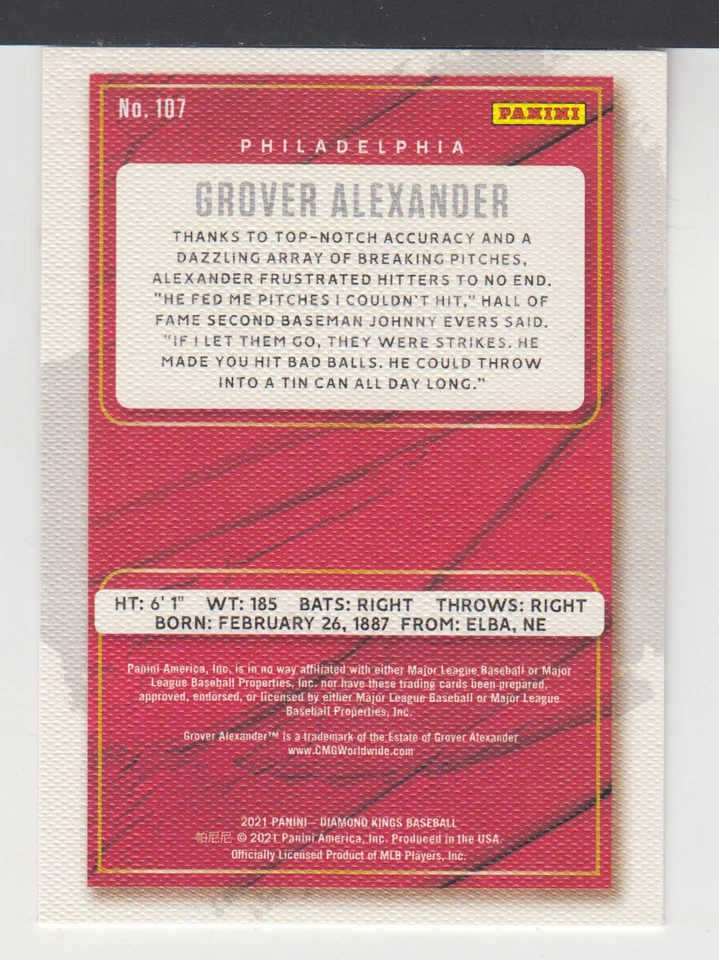 No. 107
PANINI
PHILADELPHIA
GROVER ALEXANDER
THANKS TO TOP-NOTCH ACCURACY AND A
DAZZLING ARRAY OF BREAKING PITCHES,
ALEXANDER FRUSTRATED HITTERS TO NO END.
"HE FED ME PITCHES I COULDN'T HIT," HALL OF
FAME SECOND BASEMAN JOHNNY EVERS SAID.
"IF I LET THEM GO, THEY WERE STRIKES. HE
MADE YOU HIT BAD BALLS. HE COULD THROW
INTO A TIN CAN ALL DAY LONG."
HT: 6' 1" WT: 185 BATS: RIGHT THROWS: RIGHT
BORN: FEBRUARY 26, 1887 FROM: ELBA, NE
Panini America, Inc. is in no way affiliated with either Major League Baseball or Major
League Baseball Properties, Inc. nor have these trading cards been prepared,
approved, endorsed, or licensed by either Major League Baseball or Major League
Baseball Properties, Inc.
Grover Alexander™ is a trademark of the Estate of Grover Alexander
www.CMGWorldwide.com
2021 PANINI – DIAMOND KINGS BASEBALL
帕尼尼 © 2021 Panini America, Inc. Produced in the USA.
Officially Licensed Product of MLB Players, Inc.